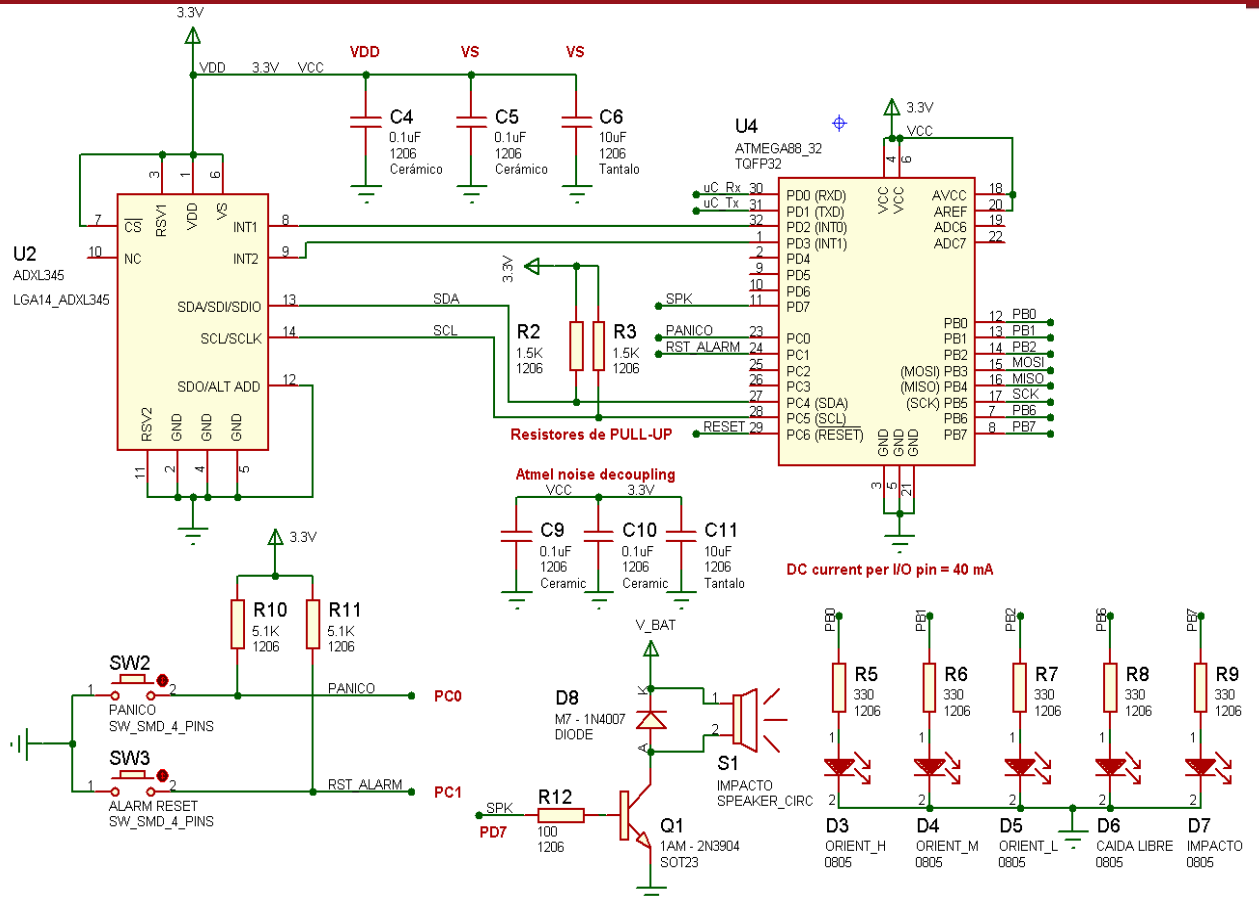 3.3V
VDD 3.3V VCC
VDD
VS
VS
C4
0.1uF
1206
Cerámico
C5
0.1uF
1206
Cerámico
C6
10uF
1206
Tantalo
U2
ADXL345
LGA14_ADXL345
3
1
6
RSV1
VDD
VS
7
CS
10
NC
INT1
8
INT2
9
SDA/SDI/SDIO
13
SCL/SCLK
14
SDO/ALT ADD
12
RSV2
GND
GND
GND
11
2
4
5
SDA
SCL
3.3V
R2
1.5K
1206
R3
1.5K
1206
Resistores de PULL-UP
U4
ATMEGA88_32
TQFP32
3.3V
VCC
4
6
VCC
VCC
uC_Rx 30 PD0 (RXD)
uC_Tx 31 PD1 (TXD)
32 PD2 (INT0)
1 PD3 (INT1)
2 PD4
9 PD5
10 PD6
SPK 11 PD7
PANICO 23 PC0
RST_ALARM 24 PC1
25 PC2
26 PC3
27 PC4 (SDA)
28 PC5 (SCL)
RESET 29 PC6 (RESET)
AVCC 18
AREF 20
ADC6 19
ADC7 22
PB0 12 PB0
PB1 13 PB1
PB2 14 PB2
(MOSI) PB3 15 MOSI
(MISO) PB4 16 MISO
(SCK) PB5 17 SCK
PB6 7 PB6
PB7 8 PB7
GND
GND
GND
3
5
21
Atmel noise decoupling
VCC 3.3V
C9
0.1uF
1206
Ceramic
C10
0.1uF
1206
Ceramic
C11
10uF
1206
Tantalo
DC current per I/O pin = 40 mA
3.3V
R10
5.1K
1206
R11
5.1K
1206
SW2
1
2
PANICO
SW_SMD_4_PINS
PANICO
PC0
SW3
1
2
ALARM RESET
SW_SMD_4_PINS
RST_ALARM
PC1
V_BAT
K
D8
M7 - 1N4007
DIODE
A
1
2
S1
IMPACTO
SPEAKER_CIRC
SPK
PD7
R12
100
1206
Q1
1AM - 2N3904
SOT23
PB0
PB1
PB2
PB6
PB7
R5
330
1206
R6
330
1206
R7
330
1206
R8
330
1206
R9
330
1206
1
1
1
1
1
2
2
2
2
2
D3
ORIENT_H
0805
D4
ORIENT_M
0805
D5
ORIENT_L
0805
D6
CAIDA LIBRE
0805
D7
IMPACTO
0805